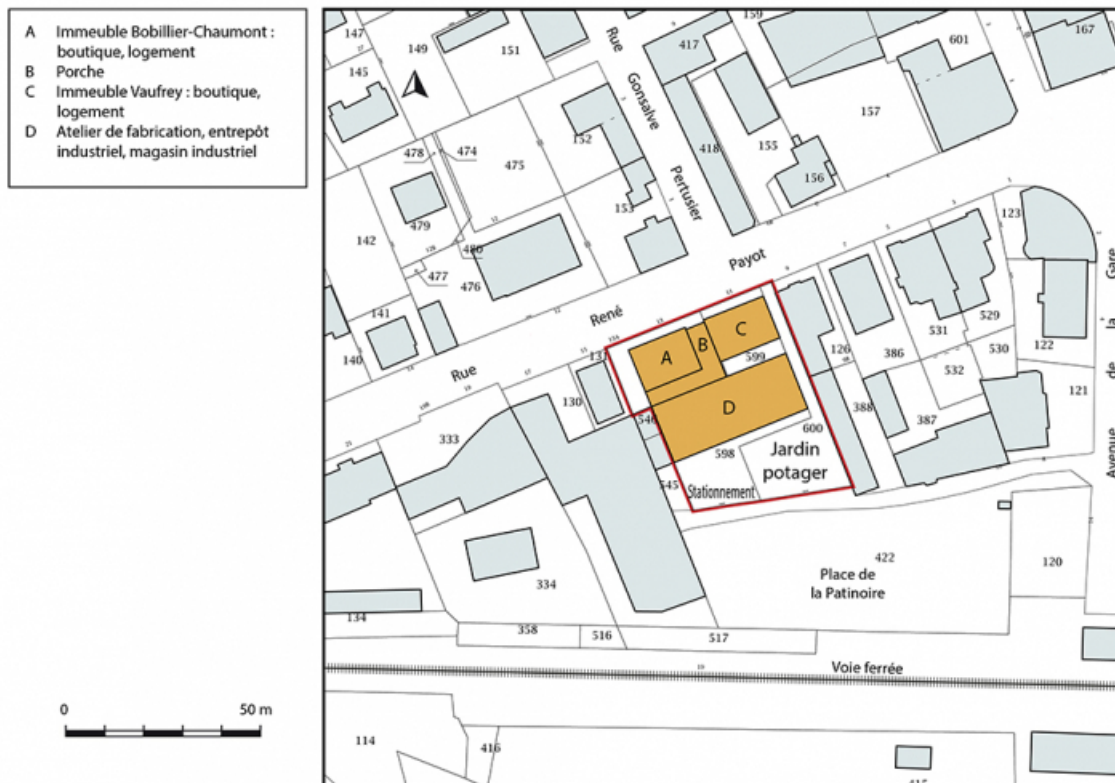 A Immeuble Bobillier-Chaumont :
boutique, logement
B Porche
C Immeuble Vaufrey : boutique,
logement
D Atelier de fabrication, entrepôt
industriel, magasin industriel
0 50 m
147
149
151
145
Rue
Gonsalve
Pertusier
417
159
601
167
152
157
418
155
156
478
474
475
479
153
142
480
477
476
141
140
Rue
René
Payot
123
Avenue de la Gare
529
531
530
122
126
386
532
121
388
387
A
B
C
599
D
130
546
600
598
Jardin
potager
545
Stationnement
333
334
422
Place de
la Patinoire
120
134
358
516
517
Voie ferrée
19
114
416